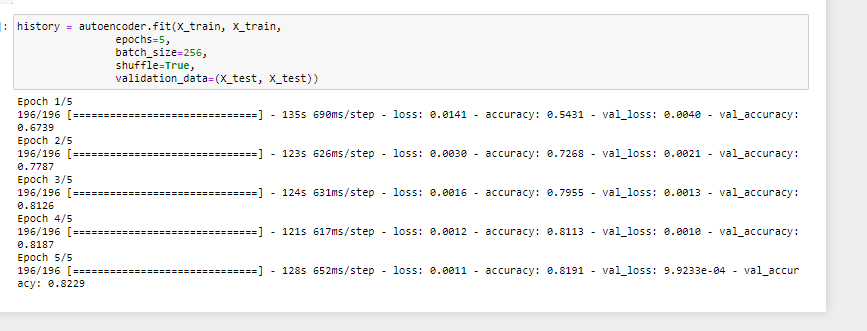 ]: history = autoencoder.fit(X_train, X_train,
epochs=5,
batch_size=256,
shuffle=True,
validation_data=(X_test, X_test))
Epoch 1/5
196/196 [==============================] - 135s 690ms/step - loss: 0.0141 - accuracy: 0.5431 - val_loss: 0.0040 - val_accuracy:
0.6739
Epoch 2/5
196/196 [==============================] - 123s 626ms/step - loss: 0.0030 - accuracy: 0.7268 - val_loss: 0.0021 - val_accuracy:
0.7787
Epoch 3/5
196/196 [==============================] - 124s 631ms/step - loss: 0.0016 - accuracy: 0.7955 - val_loss: 0.0013 - val_accuracy:
0.8126
Epoch 4/5
196/196 [==============================] - 121s 617ms/step - loss: 0.0012 - accuracy: 0.8113 - val_loss: 0.0010 - val_accuracy:
0.8187
Epoch 5/5
196/196 [==============================] - 128s 652ms/step - loss: 0.0011 - accuracy: 0.8191 - val_loss: 9.9233e-04 - val_accur
acy: 0.8229